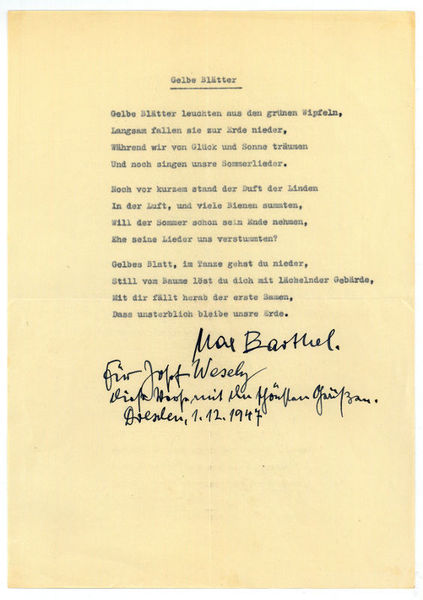 Gelbe Blätter
Gelbe Blätter leuchten aus den grünen Wipfeln,
Langsam fallen sie zur Erde nieder,
Während wir von Glück und Sonne träumen
Und noch singen unsre Sommerlieder.
Noch vor kurzem stand der Duft der Linden
In der Luft, und viele Bienen summten,
Will der Sommer schon sein Ende nehmen,
Ehe seine Lieder uns verstummten?
Gelbes Blatt, im Tanze gehst du nieder,
Still vom Baume löst du dich mit lächelnder Gebärde,
Mit dir fällt herab der erste Samen,
Dass unsterblich bleibe unsre Erde.
Max Barthel.
Für Josef Wesely
diese Verse mit den schönsten Grüßen.
Dresden, 1.12.1947